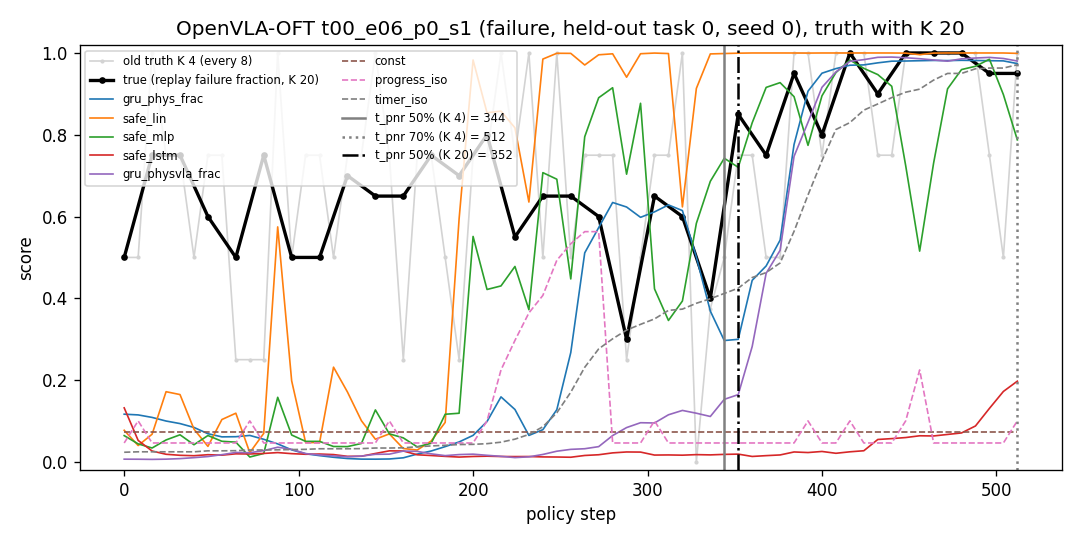 OpenVLA-OFT t00_e06_p0_s1 (failure, held-out task 0, seed 0), truth with K 20
old truth K 4 (every 8)
true (replay failure fraction, K 20)
gru_phys_frac
safe_lin
safe_mlp
safe_lstm
gru_physvla_frac
const
progress_iso
timer_iso
t_pnr 50% (K 4) = 344
t_pnr 70% (K 4) = 512
t_pnr 50% (K 20) = 352
score
1.0
0.8
0.6
0.4
0.2
0.0
0
100
200
300
400
500
policy step